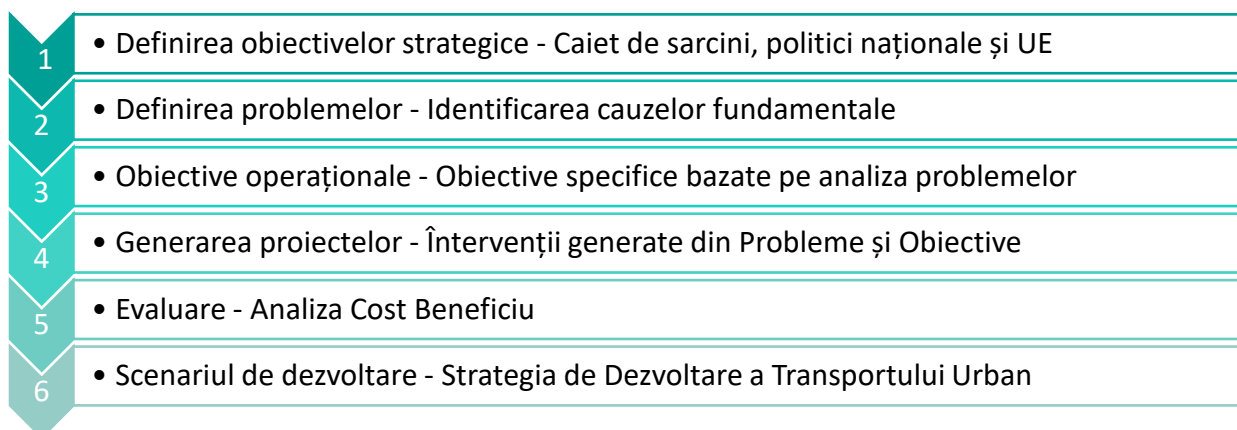 1 • Definirea obiectivelor strategice - Caiet de sarcini, politici naționale și UE
2 • Definirea problemelor - Identificarea cauzelor fundamentale
3 • Obiective operaționale - Obiective specifice bazate pe analiza problemelor
4 • Generarea proiectelor - Întervenții generate din Probleme și Obiective
5 • Evaluare - Analiza Cost Beneficiu
6 • Scenariul de dezvoltare - Strategia de Dezvoltare a Transportului Urban